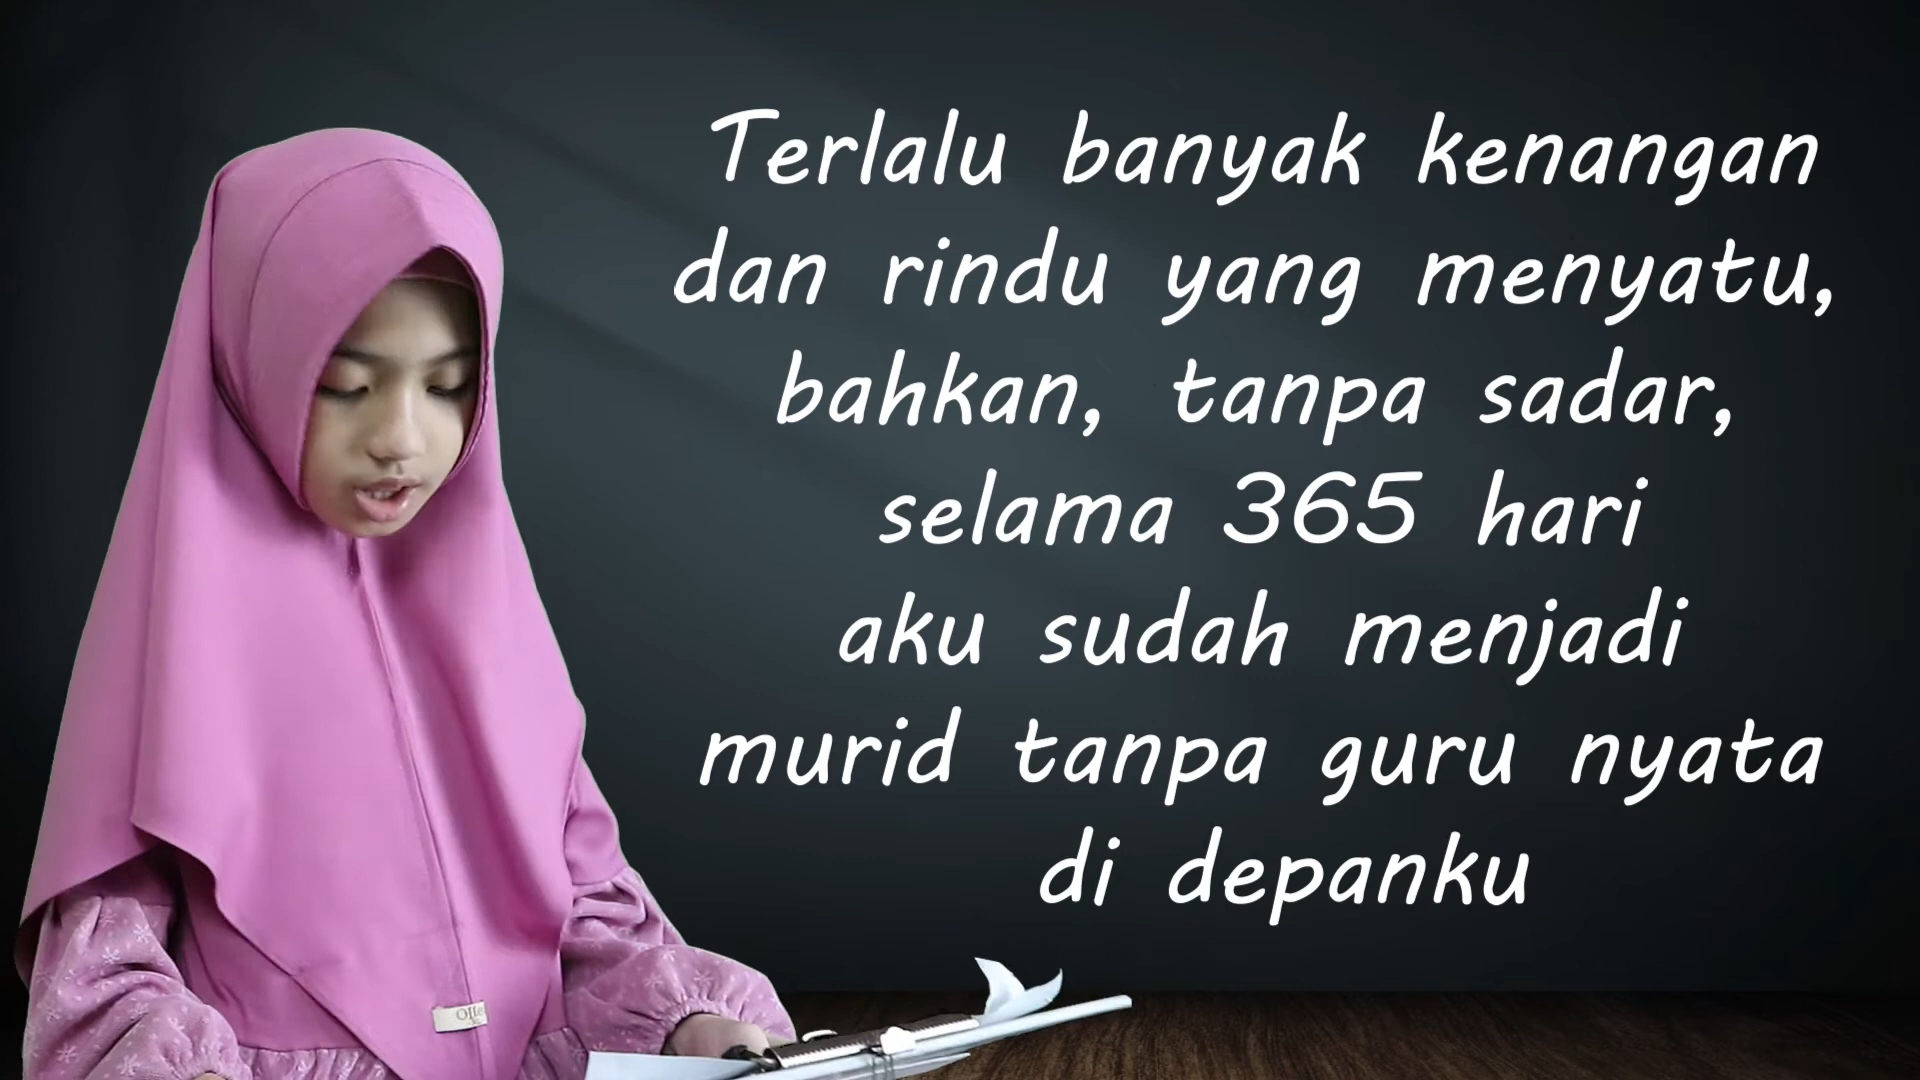 Terlalu banyak kenangan
dan rindu yang menyatu,
bahkan, tanpa sadar,
selama 365 hari
aku sudah menjadi
murid tanpa guru nyata
di depanku